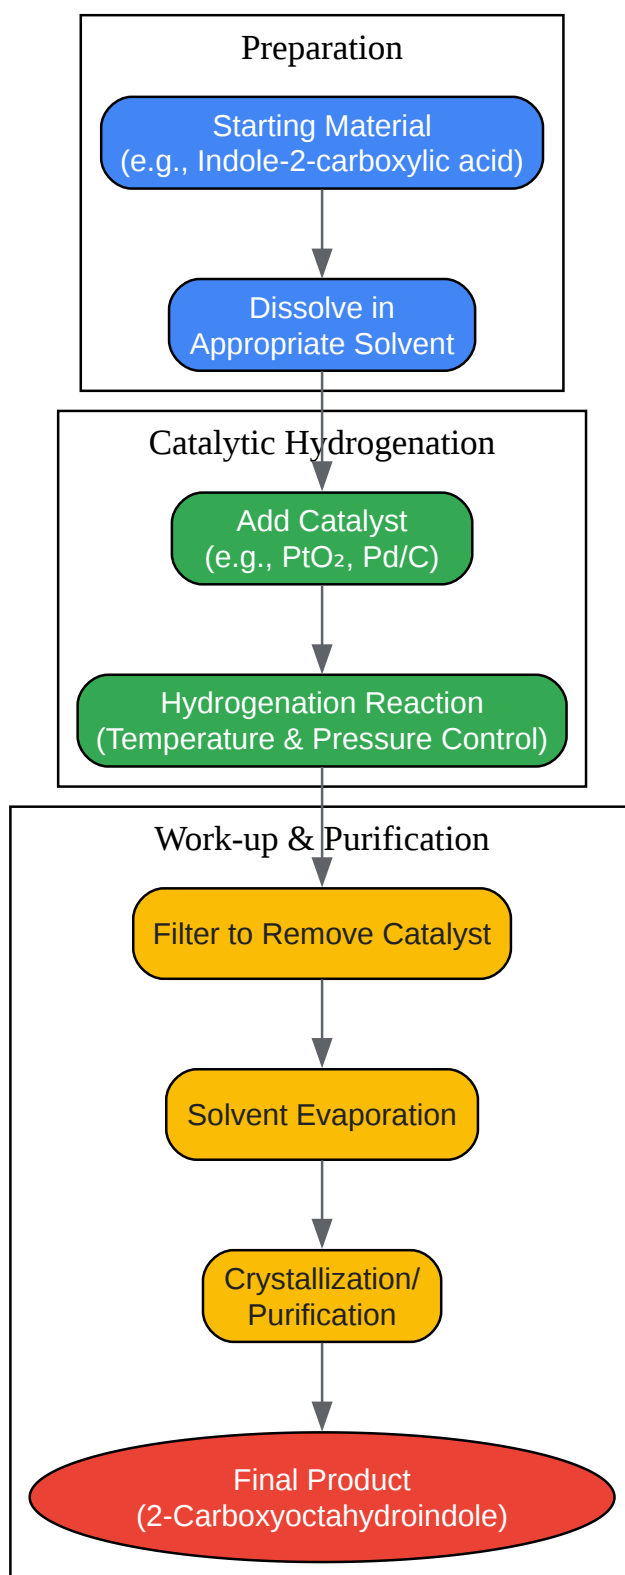 Preparation
Starting Material
(e.g., Indole-2-carboxylic acid)
Dissolve in
Appropriate Solvent
Catalytic Hydrogenation
Add Catalyst
(e.g., PtO₂, Pd/C)
Hydrogenation Reaction
(Temperature & Pressure Control)
Work-up & Purification
Filter to Remove Catalyst
Solvent Evaporation
Crystallization/
Purification
Final Product
(2-Carboxyoctahydroindole)